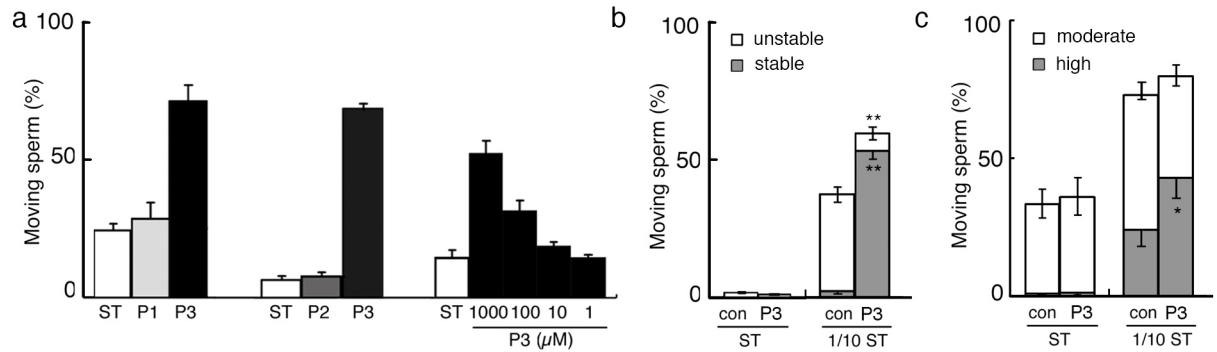 a
100
50
0
Moving sperm (%)
ST P1 P3
ST P2 P3
ST 1000 100 10 1
P3 (µM)
b
100
50
0
Moving sperm (%)
unstable
stable
**
**
con P3 con P3
ST 1/10 ST
c
100
50
0
Moving sperm (%)
moderate
high
*
con P3 con P3
ST 1/10 ST